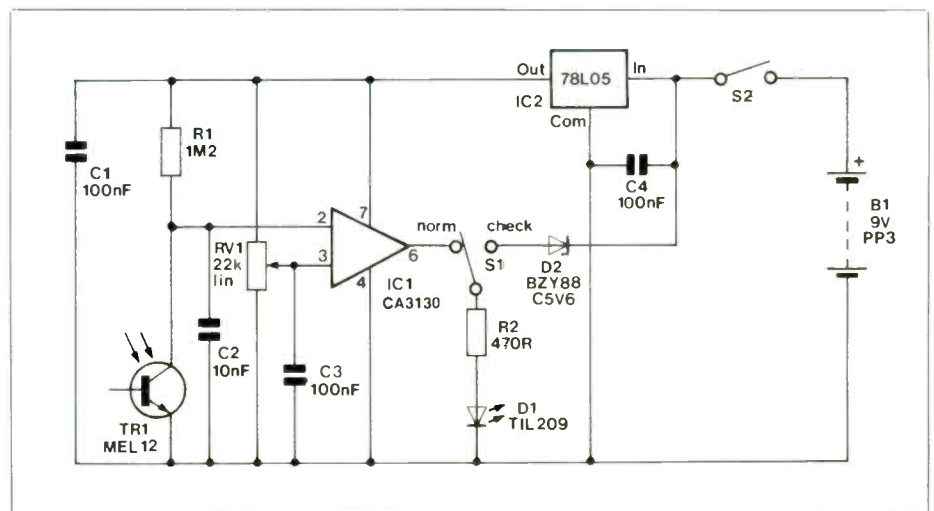 Out
78L05
In
IC2
Com
S2
R1
1M2
C1
100nF
C4
100nF
+
B1
9V
PP3
2
7
norm
check
RV1
22k
lin
3
6
4
S1
IC1
CA3130
D2
BZY88
C5V6
C2
10nF
R2
470R
C3
100nF
TR1
MEL12
D1
TIL209